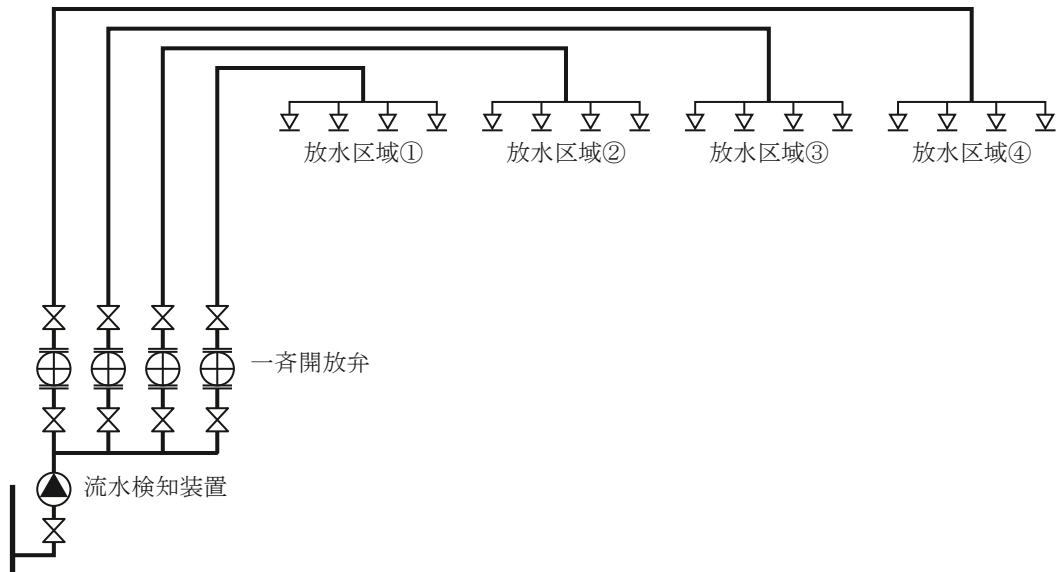 放水区域①
放水区域②
放水区域③
放水区域④
一斉開放弁
流水検知装置